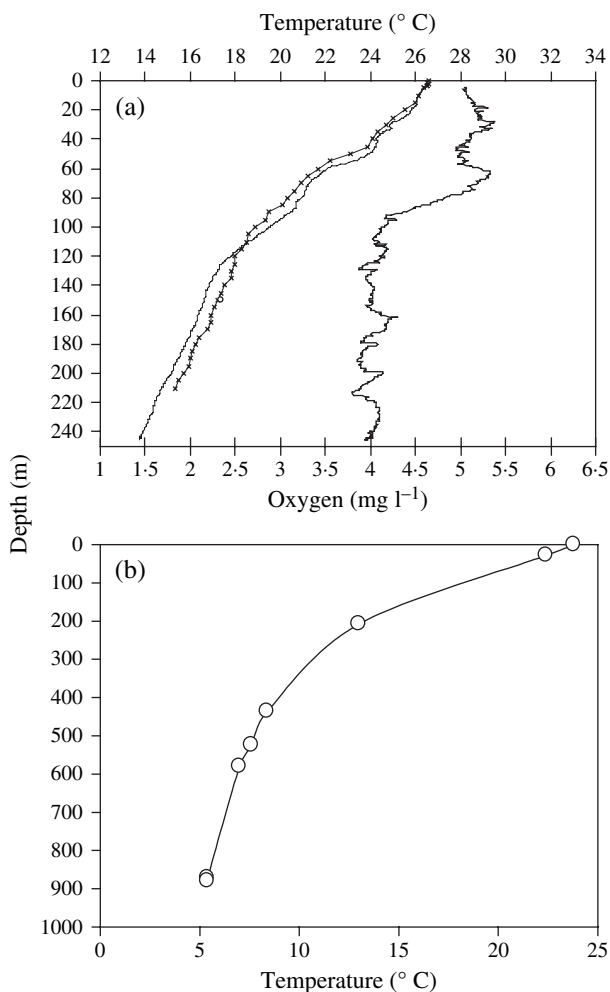 Temperature (° C)
12 14 16 18 20 22 24 26 28 30 32 34
(a)
0
20
40
60
80
100
120
140
160
180
200
220
240
1 1·5 2 2·5 3 3·5 4 4·5 5 5·5 6 6·5
Oxygen (mg l⁻¹)
Depth (m)
(b)
0
100
200
300
400
500
600
700
800
900
1000
0 5 10 15 20 25
Temperature (° C)